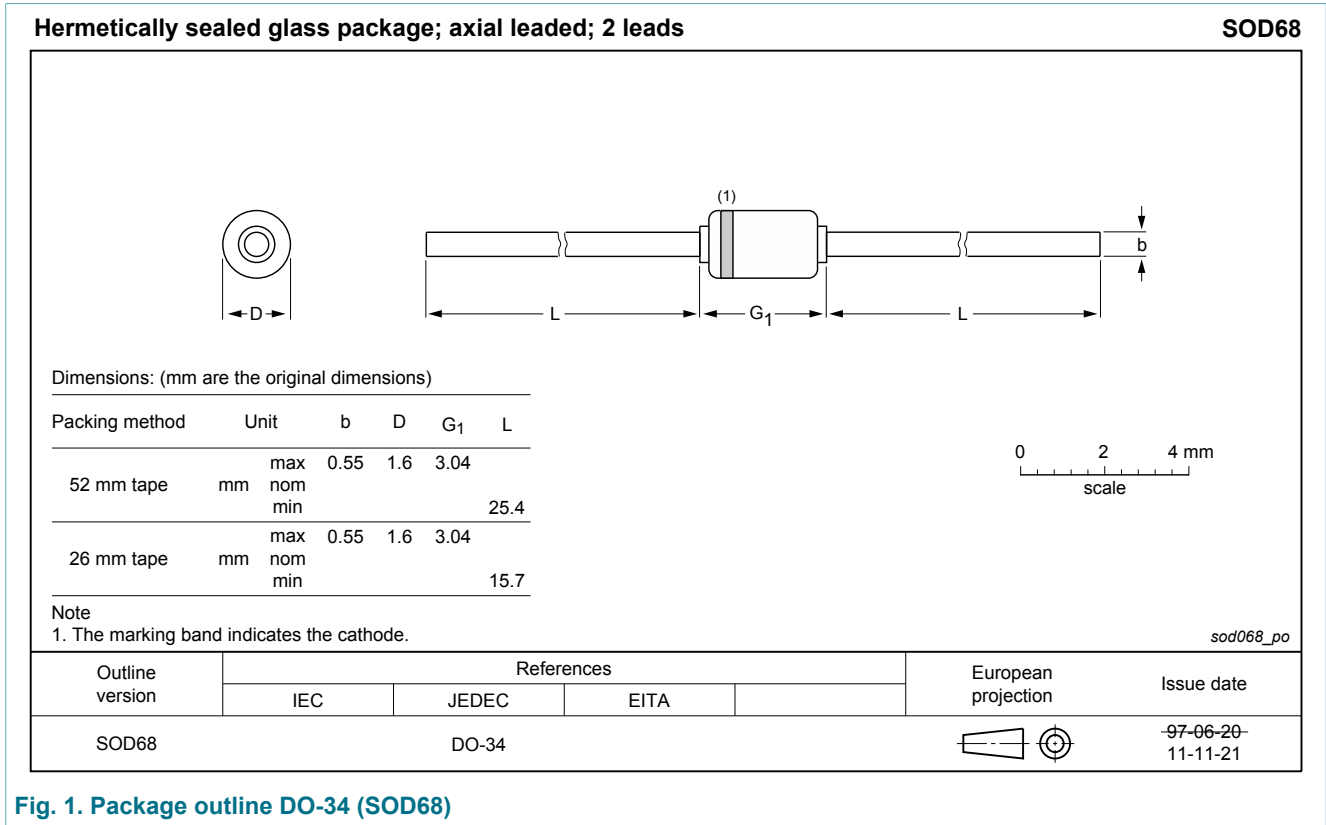 Hermetically sealed glass package; axial leaded; 2 leads SOD68
(1)
b
D
L G1 L
Dimensions: (mm are the original dimensions)
Packing method Unit b D G1 L
52 mm tape mm max 0.55 1.6 3.04
nom
min 25.4
26 mm tape mm max 0.55 1.6 3.04
nom
min 15.7
0 2 4 mm
scale
Note
1. The marking band indicates the cathode.
sod068_po
Outline version References European projection Issue date
IEC JEDEC EITA
SOD68 DO-34 97-06-20
11-11-21
Fig. 1. Package outline DO-34 (SOD68)